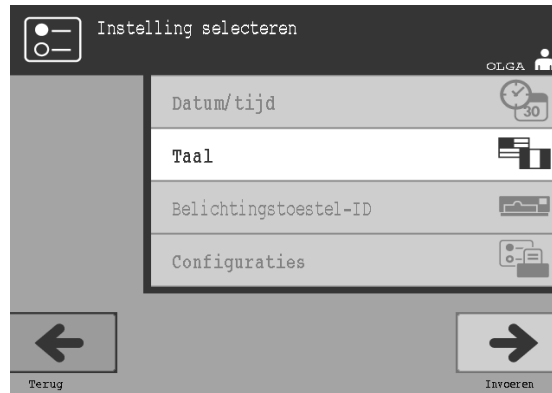 Instelling selecteren
OLGA
Datum/tijd
30
Taal
Belichtingstoestel-ID
Configuraties
Terug
Invoeren